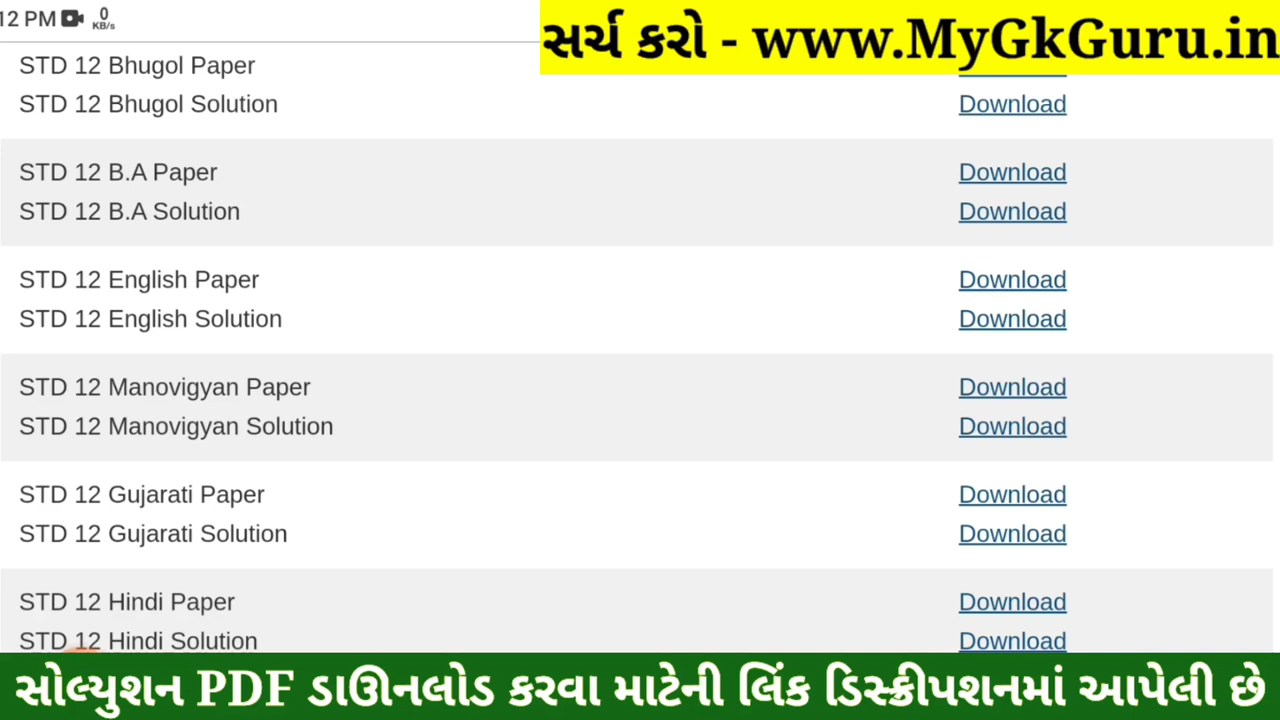 12 PM 0 KB/s
સર્ચ કરો - www.MyGkGuru.in
STD 12 Bhugol Paper
STD 12 Bhugol Solution Download
STD 12 B.A Paper Download
STD 12 B.A Solution Download
STD 12 English Paper Download
STD 12 English Solution Download
STD 12 Manovigyan Paper Download
STD 12 Manovigyan Solution Download
STD 12 Gujarati Paper Download
STD 12 Gujarati Solution Download
STD 12 Hindi Paper Download
STD 12 Hindi Solution Download
સોલ્યુશન PDF ડાઊનલોડ કરવા માટેની લિંક ડિસ્ક્રીપશનમાં આપેલી છે